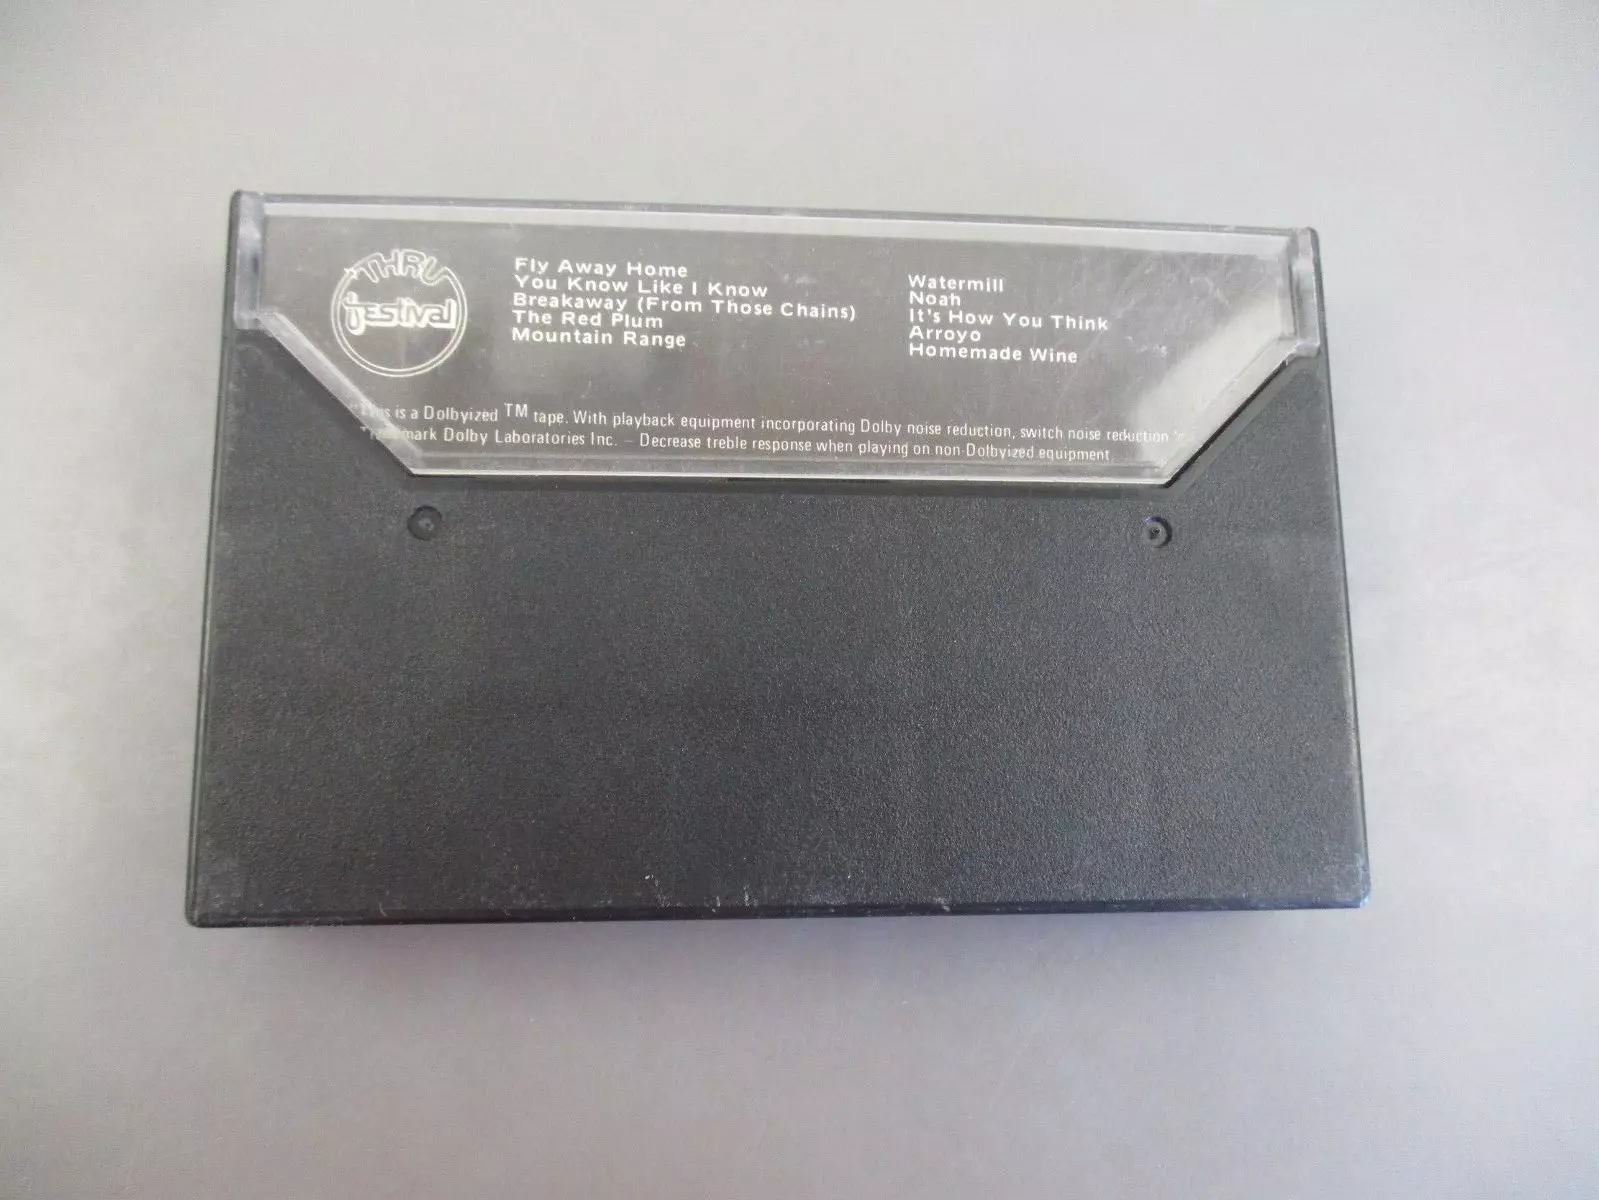 THRU
festival
Fly Away Home
You Know Like I Know
Breakaway (From Those Chains)
The Red Plum
Mountain Range
Watermill
Noah
It's How You Think
Arroyo
Homemade Wine
is a Dolbyized TM tape. With playback equipment incorporating Dolby noise reduction, switch noise reduction
Dolby Laboratories Inc. – Decrease treble response when playing on non-Dolbyized equipment